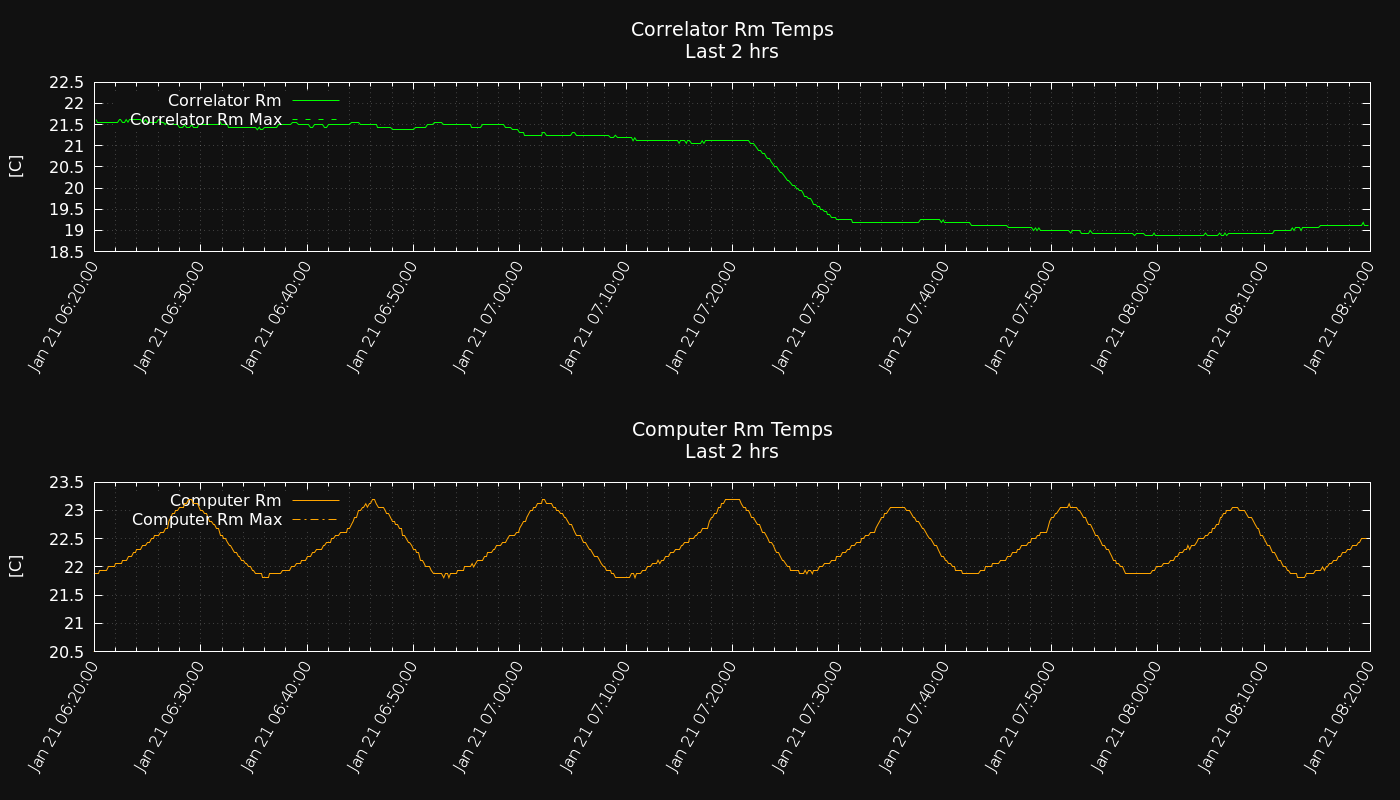 Correlator Rm Temps
Last 2 hrs
22.5
22
21.5
21
20.5
20
19.5
19
18.5
[C]
Correlator Rm
Correlator Rm Max
Jan 21 06:20:00
Jan 21 06:30:00
Jan 21 06:40:00
Jan 21 06:50:00
Jan 21 07:00:00
Jan 21 07:10:00
Jan 21 07:20:00
Jan 21 07:30:00
Jan 21 07:40:00
Jan 21 07:50:00
Jan 21 08:00:00
Jan 21 08:10:00
Jan 21 08:20:00
Computer Rm Temps
Last 2 hrs
23.5
23
22.5
22
21.5
21
20.5
[C]
Computer Rm
Computer Rm Max
Jan 21 06:20:00
Jan 21 06:30:00
Jan 21 06:40:00
Jan 21 06:50:00
Jan 21 07:00:00
Jan 21 07:10:00
Jan 21 07:20:00
Jan 21 07:30:00
Jan 21 07:40:00
Jan 21 07:50:00
Jan 21 08:00:00
Jan 21 08:10:00
Jan 21 08:20:00